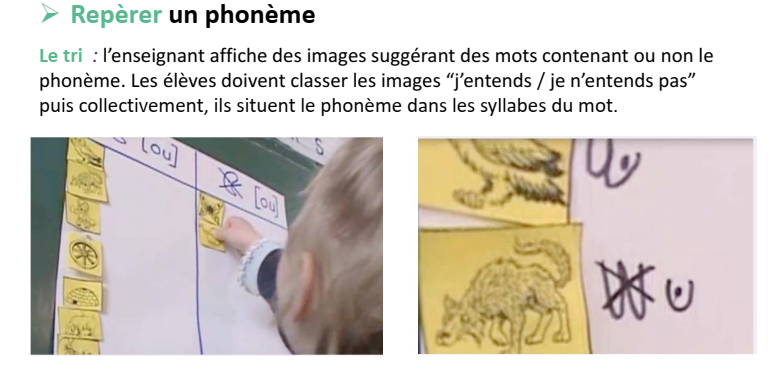 ➢ Repèrer un phonème
Le tri : l’enseignant affiche des images suggérant des mots contenant ou non le
phonème. Les élèves doivent classer les images “j’entends / je n’entends pas”
puis collectivement, ils situent le phonème dans les syllabes du mot.
[ou]
[ou]
S